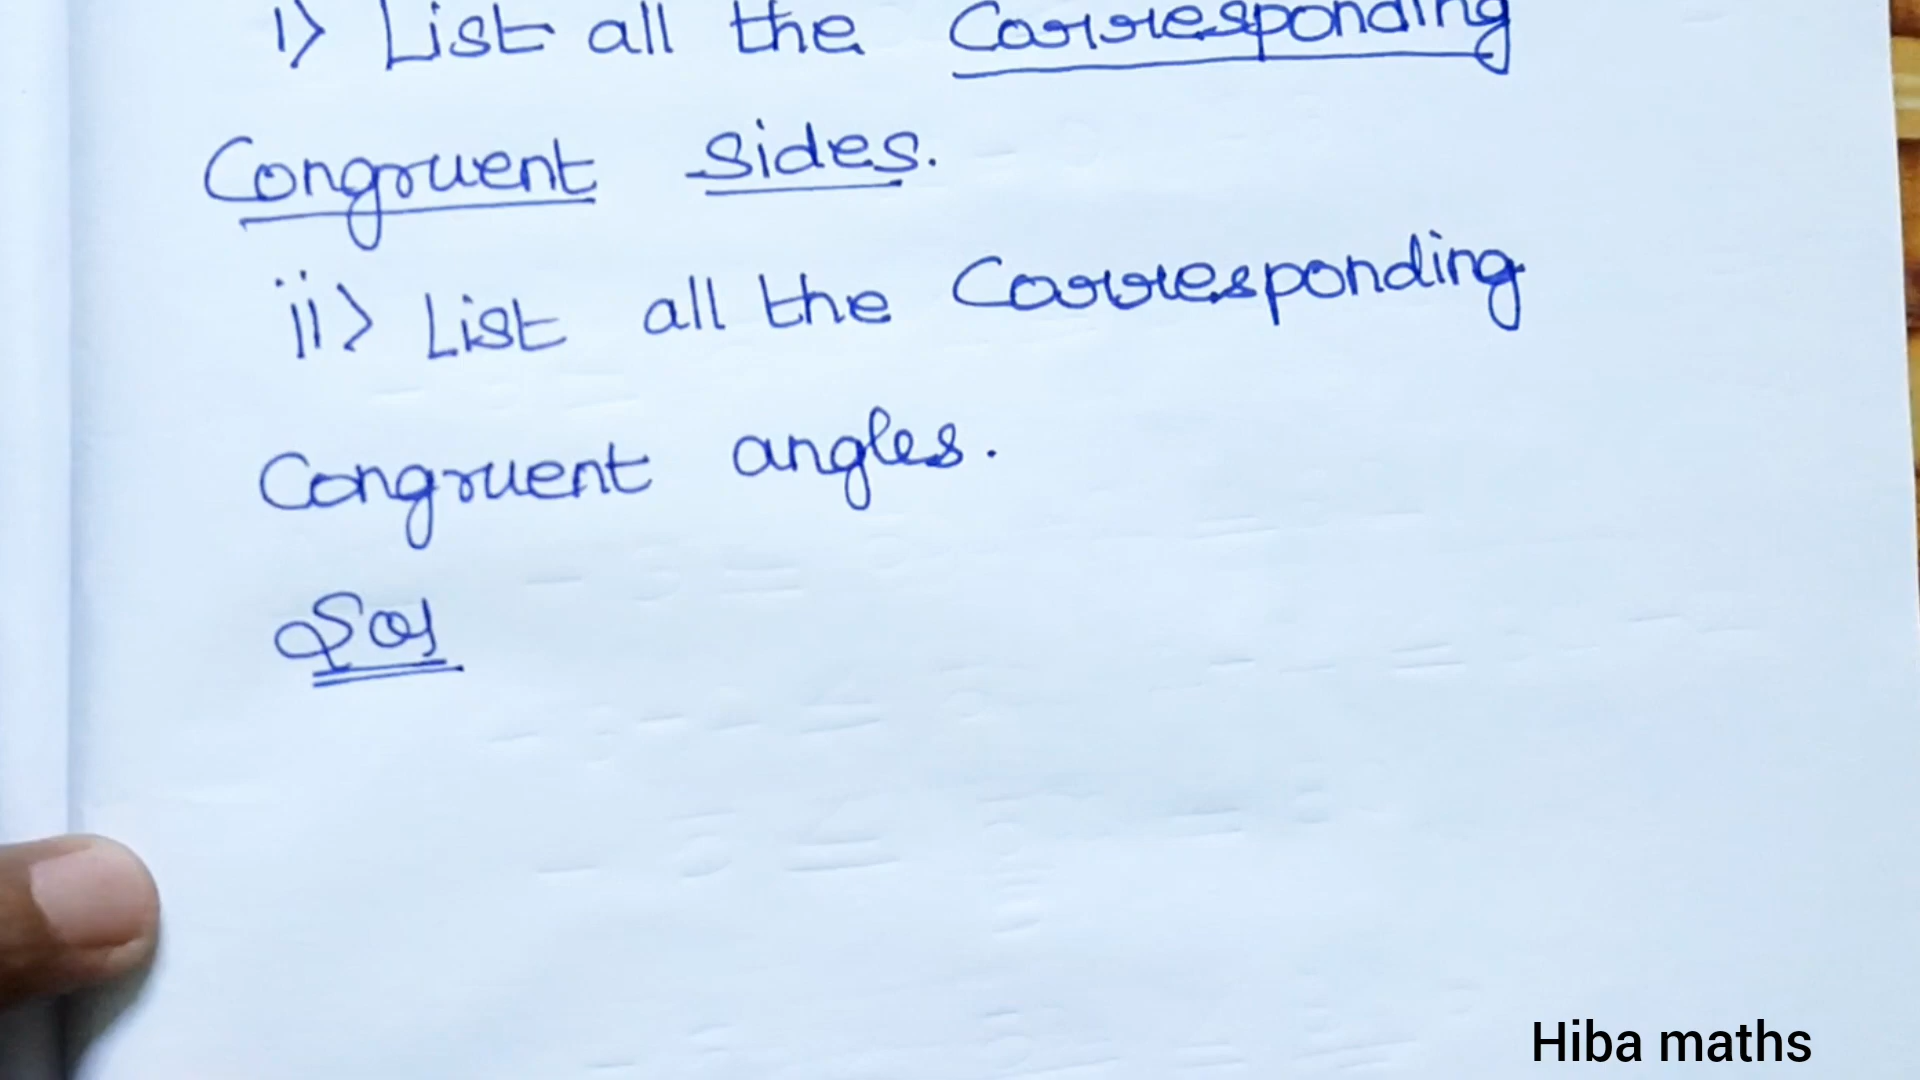 i> List all the Corresponding
Congruent sides.
ii> List all the Corresponding
Congruent angles.
Sol
Hiba maths